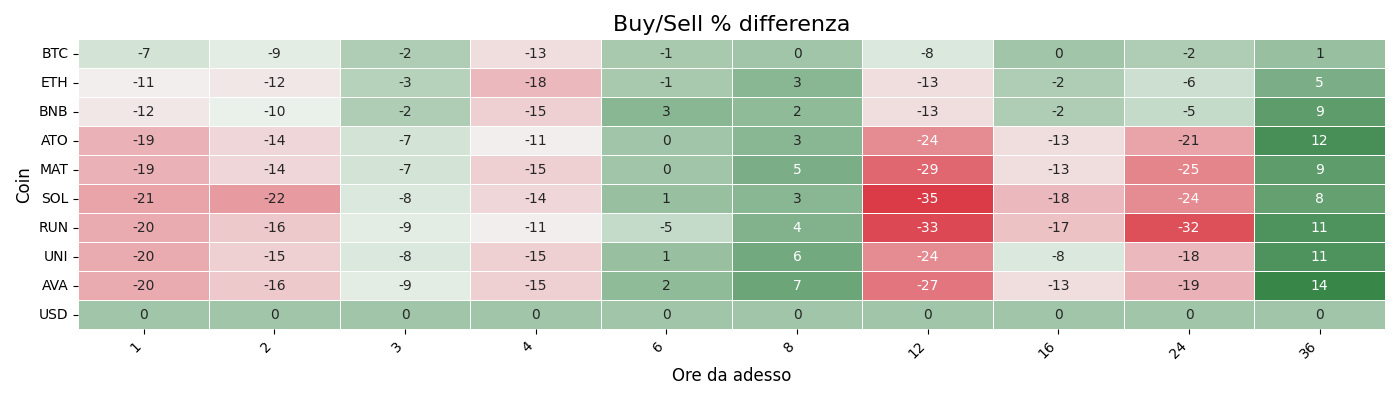 Buy/Sell % differenza
Coin
BTC -7 -9 -2 -13 -1 0 -8 0 -2 1
ETH -11 -12 -3 -18 -1 3 -13 -2 -6 5
BNB -12 -10 -2 -15 3 2 -13 -2 -5 9
ATO -19 -14 -7 -11 0 3 -24 -13 -21 12
MAT -19 -14 -7 -15 0 5 -29 -13 -25 9
SOL -21 -22 -8 -14 1 3 -35 -18 -24 8
RUN -20 -16 -9 -11 -5 4 -33 -17 -32 11
UNI -20 -15 -8 -15 1 6 -24 -8 -18 11
AVA -20 -16 -9 -15 2 7 -27 -13 -19 14
USD 0 0 0 0 0 0 0 0 0 0
1 2 3 4 6 8 12 16 24 36
Ore da adesso